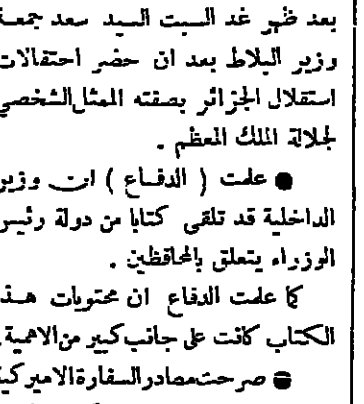 بعد ظهر غد السبت السيد سعد جمعة
وزير البلاط بعد ان حضر احتفالات
استقلال الجزائر بصفته الممثل الشخصي
لجلالة الملك المعظم .
● علمت ( الدفاع ) ان وزير
الداخلية قد تلقى كتابا من دولة رئيس
الوزراء يتعلق بالمحافظين .
كما علمت الدفاع ان محتويات هذا
الكتاب كانت على جانب كبير من الاهمية .
● صرحت مصادر السفارة الاميركية